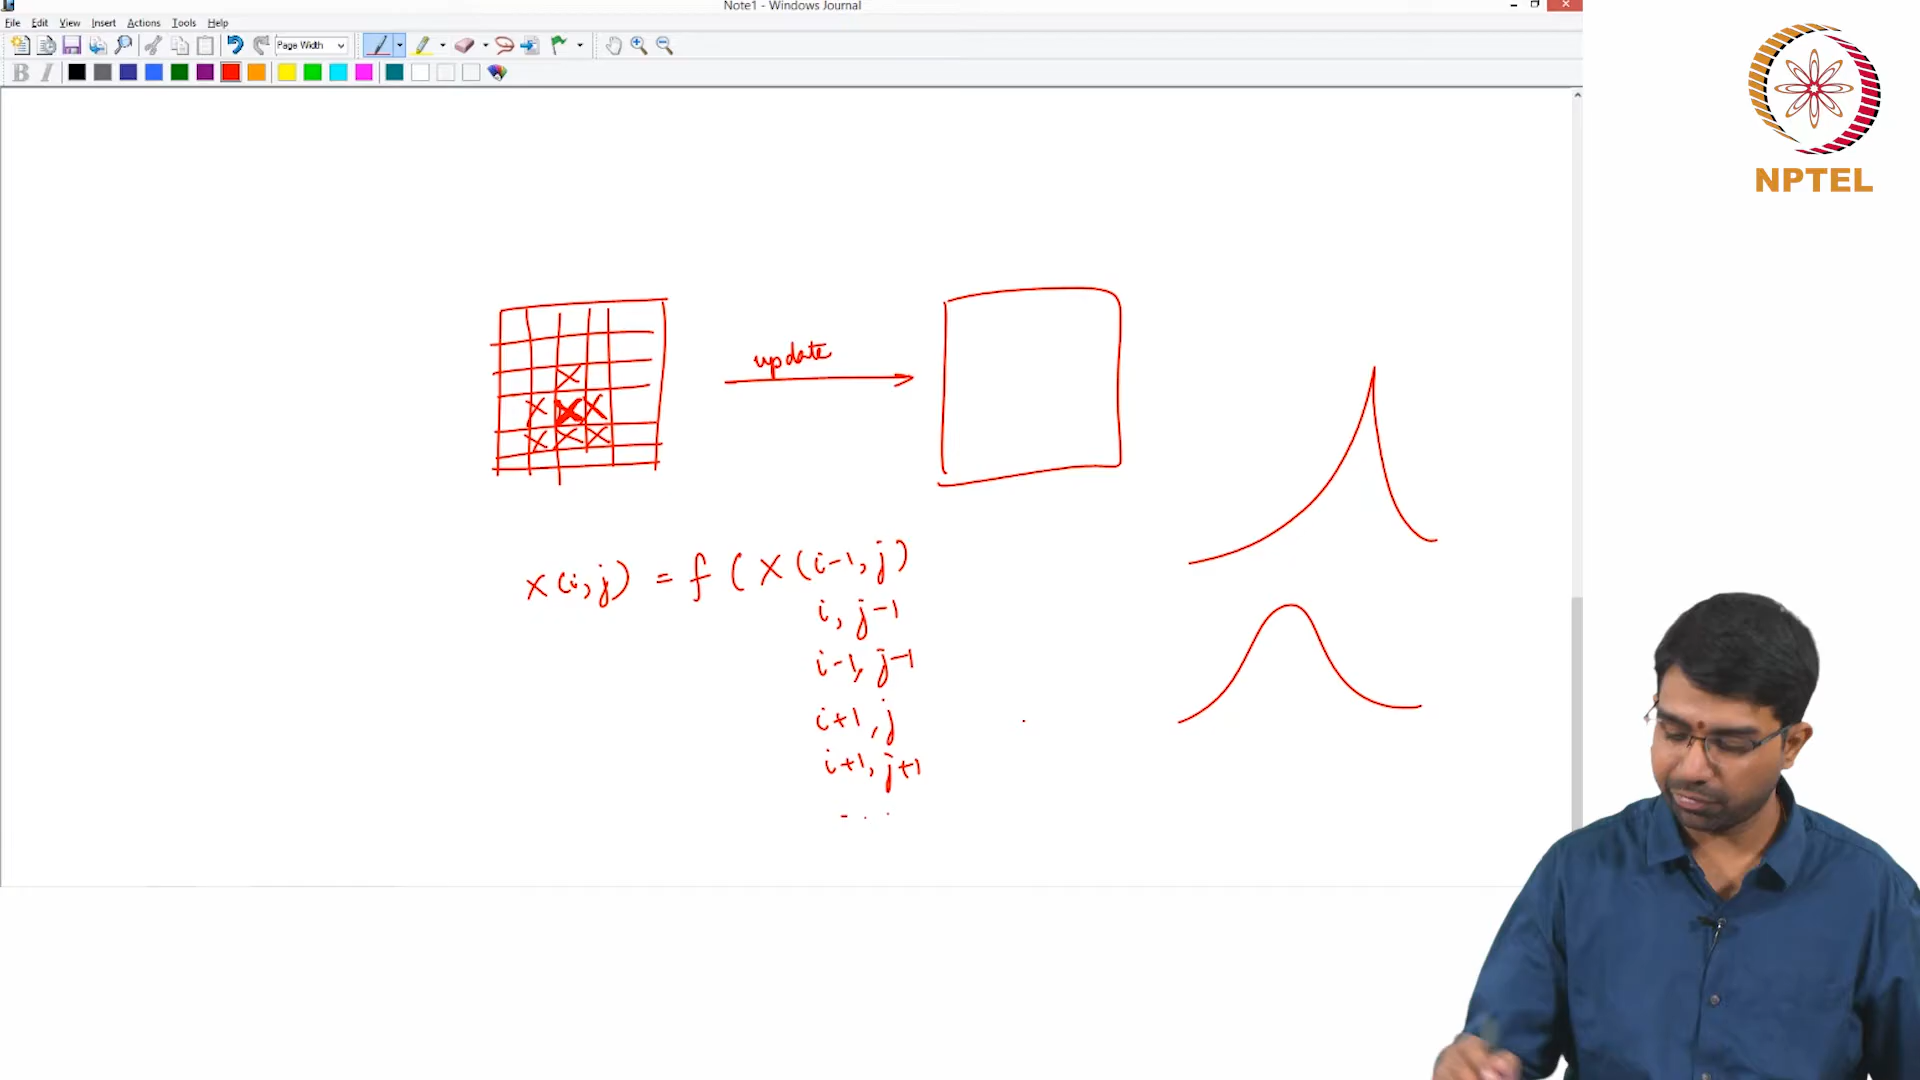 Note1 - Windows Journal
File Edit View Insert Actions Tools Help
Page Width
B I
NPTEL
update
X(i,j) = f ( X(i-1,j)
i, j-1
i-1, j-1
i+1, j
i+1, j+1
- . .